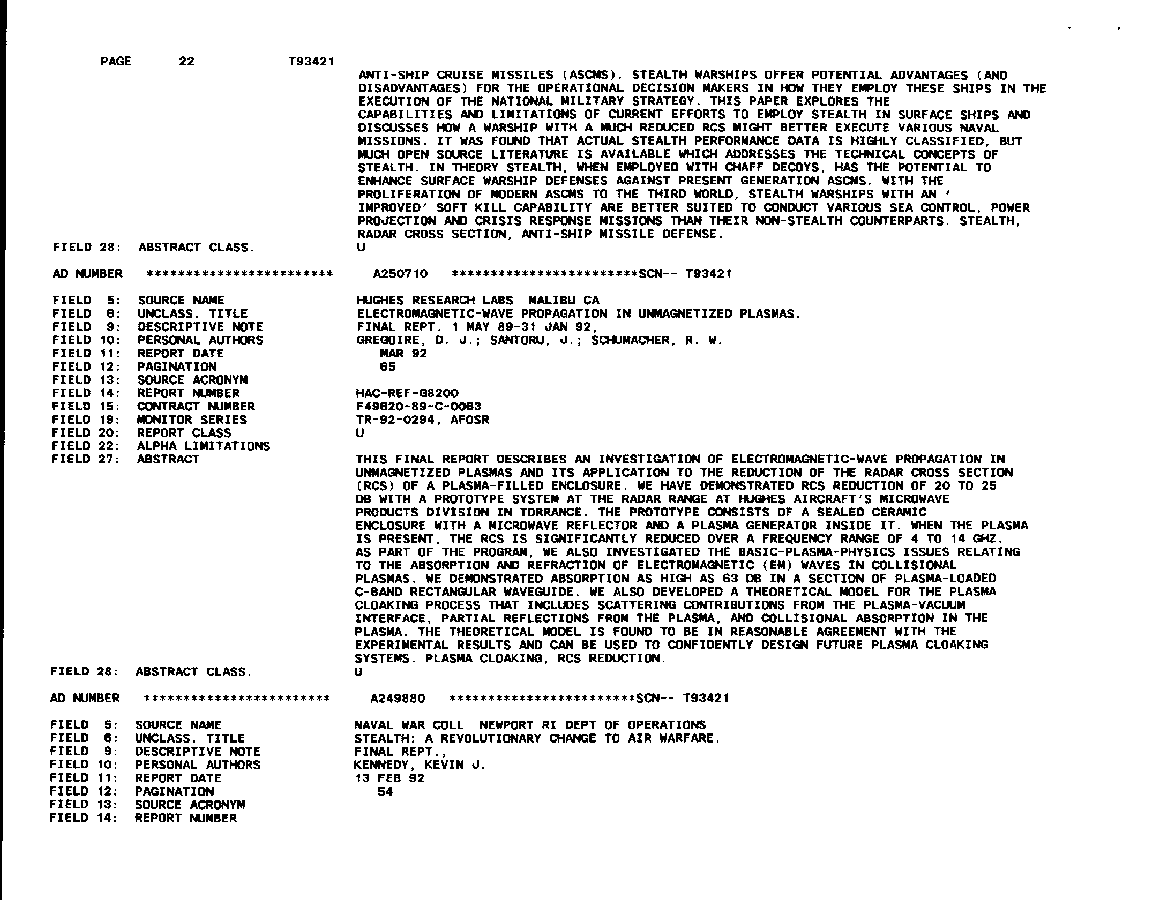 PAGE 22 T93421
ANTI-SHIP CRUISE MISSILES (ASCMS). STEALTH WARSHIPS OFFER POTENTIAL ADVANTAGES (AND
DISADVANTAGES) FOR THE OPERATIONAL DECISION MAKERS IN HOW THEY EMPLOY THESE SHIPS IN THE
EXECUTION OF THE NATIONAL MILITARY STRATEGY. THIS PAPER EXPLORES THE
CAPABILITIES AND LIMITATIONS OF CURRENT EFFORTS TO EMPLOY STEALTH IN SURFACE SHIPS AND
DISCUSSES HOW A WARSHIP WITH A MUCH REDUCED RCS MIGHT BETTER EXECUTE VARIOUS NAVAL
MISSIONS. IT WAS FOUND THAT ACTUAL STEALTH PERFORMANCE DATA IS HIGHLY CLASSIFIED, BUT
MUCH OPEN SOURCE LITERATURE IS AVAILABLE WHICH ADDRESSES THE TECHNICAL CONCEPTS OF
STEALTH. IN THEORY STEALTH, WHEN EMPLOYED WITH CHAFF DECOYS, HAS THE POTENTIAL TO
ENHANCE SURFACE WARSHIP DEFENSES AGAINST PRESENT GENERATION ASCMS. WITH THE
PROLIFERATION OF MODERN ASCMS TO THE THIRD WORLD, STEALTH WARSHIPS WITH AN '
IMPROVED' SOFT KILL CAPABILITY ARE BETTER SUITED TO CONDUCT VARIOUS SEA CONTROL, POWER
PROJECTION AND CRISIS RESPONSE MISSIONS THAN THEIR NON-STEALTH COUNTERPARTS. STEALTH,
RADAR CROSS SECTION, ANTI-SHIP MISSILE DEFENSE.
FIELD 28: ABSTRACT CLASS. U
AD NUMBER ************************ A250710 ************************SCN-- T93421
FIELD 5: SOURCE NAME HUGHES RESEARCH LABS MALIBU CA
FIELD 6: UNCLASS. TITLE ELECTROMAGNETIC-WAVE PROPAGATION IN UNMAGNETIZED PLASMAS.
FIELD 9: DESCRIPTIVE NOTE FINAL REPT. 1 MAY 89-31 JAN 92,
FIELD 10: PERSONAL AUTHORS GREGOIRE, D. J.; SANTORU, J.; SCHUMACHER, R. W.
FIELD 11: REPORT DATE MAR 92
FIELD 12: PAGINATION 65
FIELD 13: SOURCE ACRONYM
FIELD 14: REPORT NUMBER HAC-REF-G8200
FIELD 15: CONTRACT NUMBER F49620-89-C-0063
FIELD 19: MONITOR SERIES TR-92-0294, AFOSR
FIELD 20: REPORT CLASS U
FIELD 22: ALPHA LIMITATIONS
FIELD 27: ABSTRACT THIS FINAL REPORT DESCRIBES AN INVESTIGATION OF ELECTROMAGNETIC-WAVE PROPAGATION IN
UNMAGNETIZED PLASMAS AND ITS APPLICATION TO THE REDUCTION OF THE RADAR CROSS SECTION
(RCS) OF A PLASMA-FILLED ENCLOSURE. WE HAVE DEMONSTRATED RCS REDUCTION OF 20 TO 25
DB WITH A PROTOTYPE SYSTEM AT THE RADAR RANGE AT HUGHES AIRCRAFT'S MICROWAVE
PRODUCTS DIVISION IN TORRANCE. THE PROTOTYPE CONSISTS OF A SEALED CERAMIC
ENCLOSURE WITH A MICROWAVE REFLECTOR AND A PLASMA GENERATOR INSIDE IT. WHEN THE PLASMA
IS PRESENT, THE RCS IS SIGNIFICANTLY REDUCED OVER A FREQUENCY RANGE OF 4 TO 14 GHZ.
AS PART OF THE PROGRAM, WE ALSO INVESTIGATED THE BASIC-PLASMA-PHYSICS ISSUES RELATING
TO THE ABSORPTION AND REFRACTION OF ELECTROMAGNETIC (EM) WAVES IN COLLISIONAL
PLASMAS. WE DEMONSTRATED ABSORPTION AS HIGH AS 63 DB IN A SECTION OF PLASMA-LOADED
C-BAND RECTANGULAR WAVEGUIDE. WE ALSO DEVELOPED A THEORETICAL MODEL FOR THE PLASMA
CLOAKING PROCESS THAT INCLUDES SCATTERING CONTRIBUTIONS FROM THE PLASMA-VACUUM
INTERFACE, PARTIAL REFLECTIONS FROM THE PLASMA, AND COLLISIONAL ABSORPTION IN THE
PLASMA. THE THEORETICAL MODEL IS FOUND TO BE IN REASONABLE AGREEMENT WITH THE
EXPERIMENTAL RESULTS AND CAN BE USED TO CONFIDENTLY DESIGN FUTURE PLASMA CLOAKING
SYSTEMS. PLASMA CLOAKING, RCS REDUCTION.
FIELD 28: ABSTRACT CLASS. U
AD NUMBER ************************ A249880 ************************SCN-- T93421
FIELD 5: SOURCE NAME NAVAL WAR COLL NEWPORT RI DEPT OF OPERATIONS
FIELD 6: UNCLASS. TITLE STEALTH: A REVOLUTIONARY CHANGE TO AIR WARFARE.
FIELD 9: DESCRIPTIVE NOTE FINAL REPT.,
FIELD 10: PERSONAL AUTHORS KENNEDY, KEVIN J.
FIELD 11: REPORT DATE 13 FEB 92
FIELD 12: PAGINATION 54
FIELD 13: SOURCE ACRONYM
FIELD 14: REPORT NUMBER